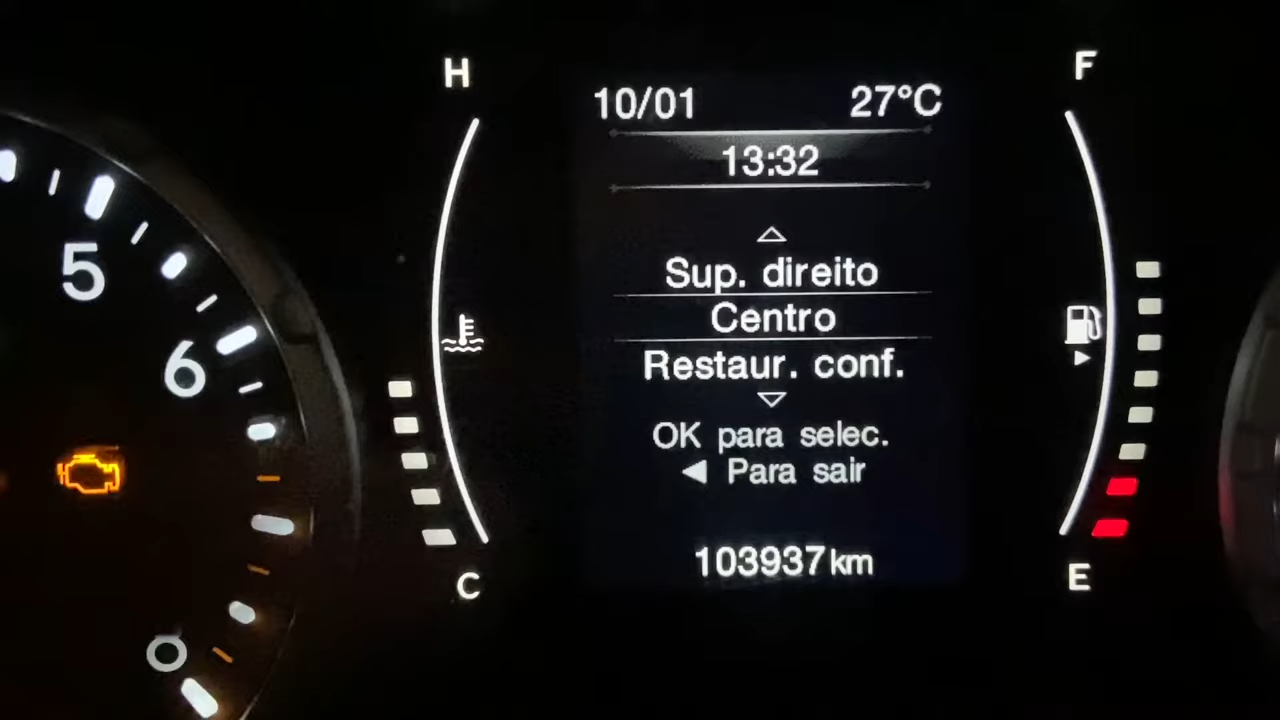 H
F
10/01 27°C
13:32
Sup. direito
Centro
Restaur. conf.
OK para selec.
Para sair
103937km
C
E
5
6